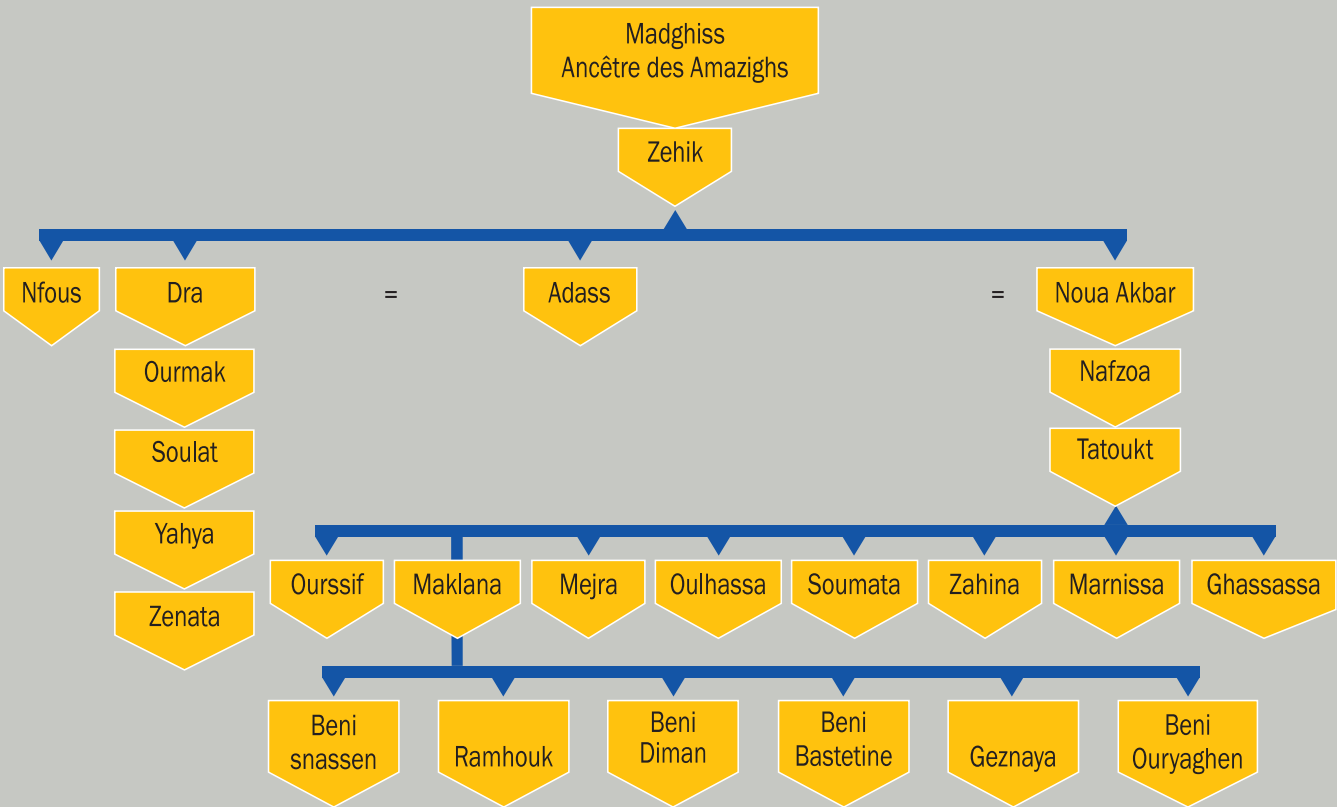 Madghiss
Ancêtre des Amazighs
Zehik
Nfous
Dra
=
Adass
=
Noua Akbar
Ourmak
Nafzoa
Soulat
Tatoukt
Yahya
Zenata
Ourssif
Maklana
Mejra
Oulhassa
Soumata
Zahina
Marnissa
Ghassassa
Beni
snassen
Ramhouk
Beni
Diman
Beni
Bastetine
Geznaya
Beni
Ouryaghen